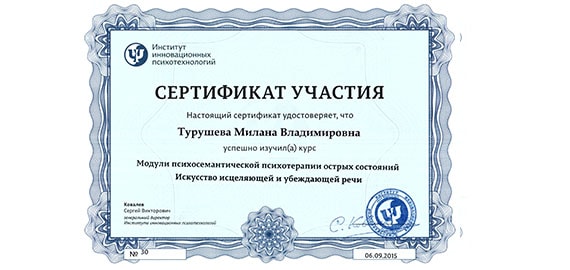 Институт
инновационных
психотехнологий
СЕРТИФИКАТ УЧАСТИЯ
Настоящий сертификат удостоверяет, что
Турушева Милана Владимировна
успешно изучил(а) курс
Модули психосемантической психотерапии острых состояний
Искусство исцеляющей и убеждающей речи
Ковалев
Сергей Викторович
генеральный директор
Института инновационных психотехнологий
№ 30
06.09.2015